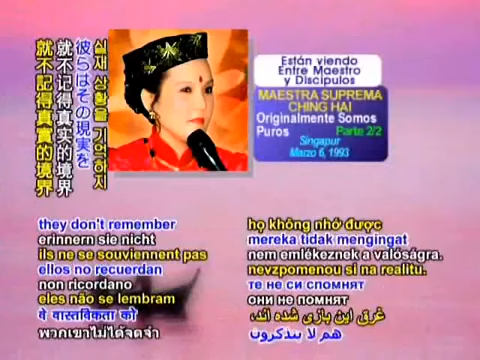 就不記得真實的境界
就不记得真实的境界
彼らはその現実を
실재 상황을 기억하지
Están viendo
Entre Maestro
y Discípulos
MAESTRA SUPREMA
CHING HAI
Originalmente Somos
Puros Parte 2/2
Singapur
Marzo 6, 1993
they don't remember
erinnern sie nicht
ils ne se souviennent pas
ellos no recuerdan
non ricordano
eles não se lembram
वे वास्तविकता को
พวกเขาไม่ได้จดจำ
họ không nhớ được
mereka tidak mengingat
nem emlékeznek a valóságra.
nevzpomenou si na realitu.
те не си спомнят
они не помнят
غرق این بازی شده اند،
هم لا يتذكرون